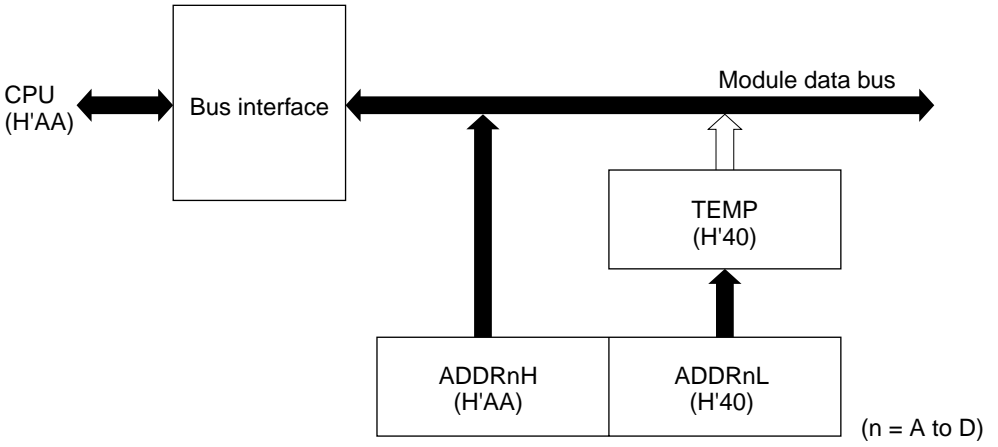 CPU
(H'AA)
Bus interface
Module data bus
TEMP
(H'40)
ADDRnH
(H'AA)
ADDRnL
(H'40)
(n = A to D)